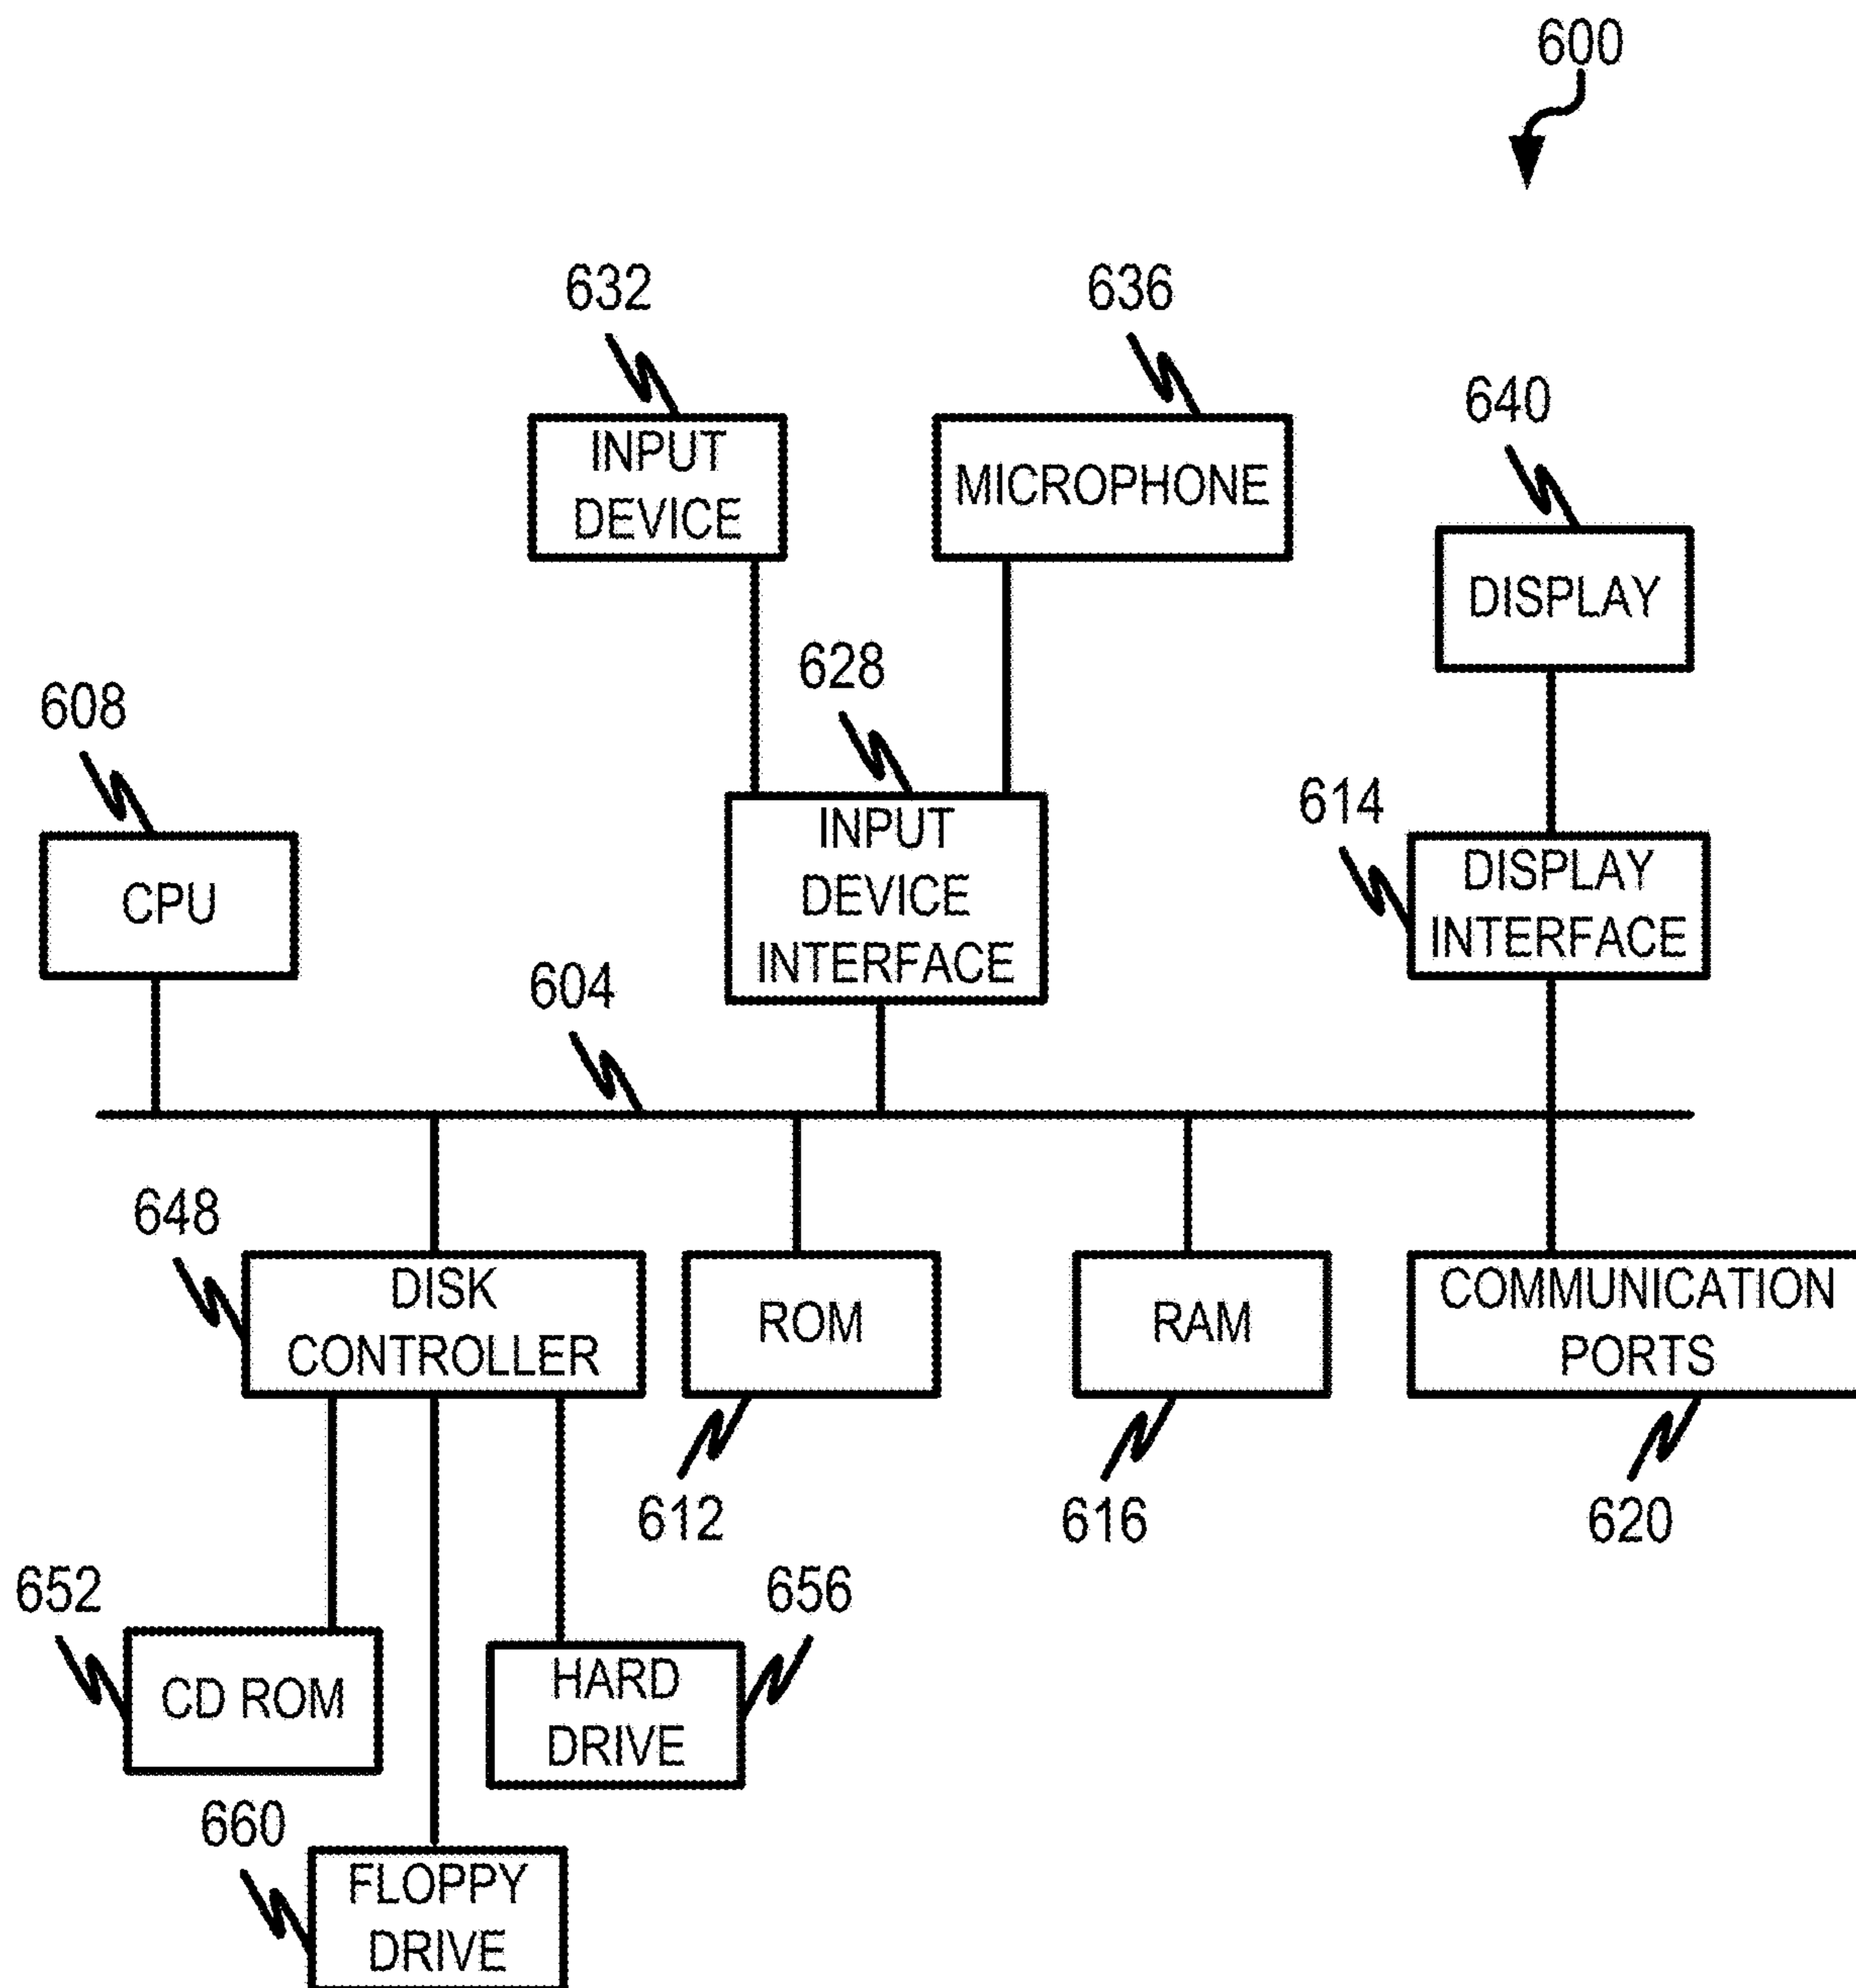 600
632
636
640
INPUT
DEVICE
MICROPHONE
DISPLAY
628
608
614
INPUT
DEVICE
INTERFACE
DISPLAY
INTERFACE
CPU
604
648
DISK
CONTROLLER
ROM
RAM
COMMUNICATION
PORTS
612
616
620
652
656
CD ROM
HARD
DRIVE
660
FLOPPY
DRIVE